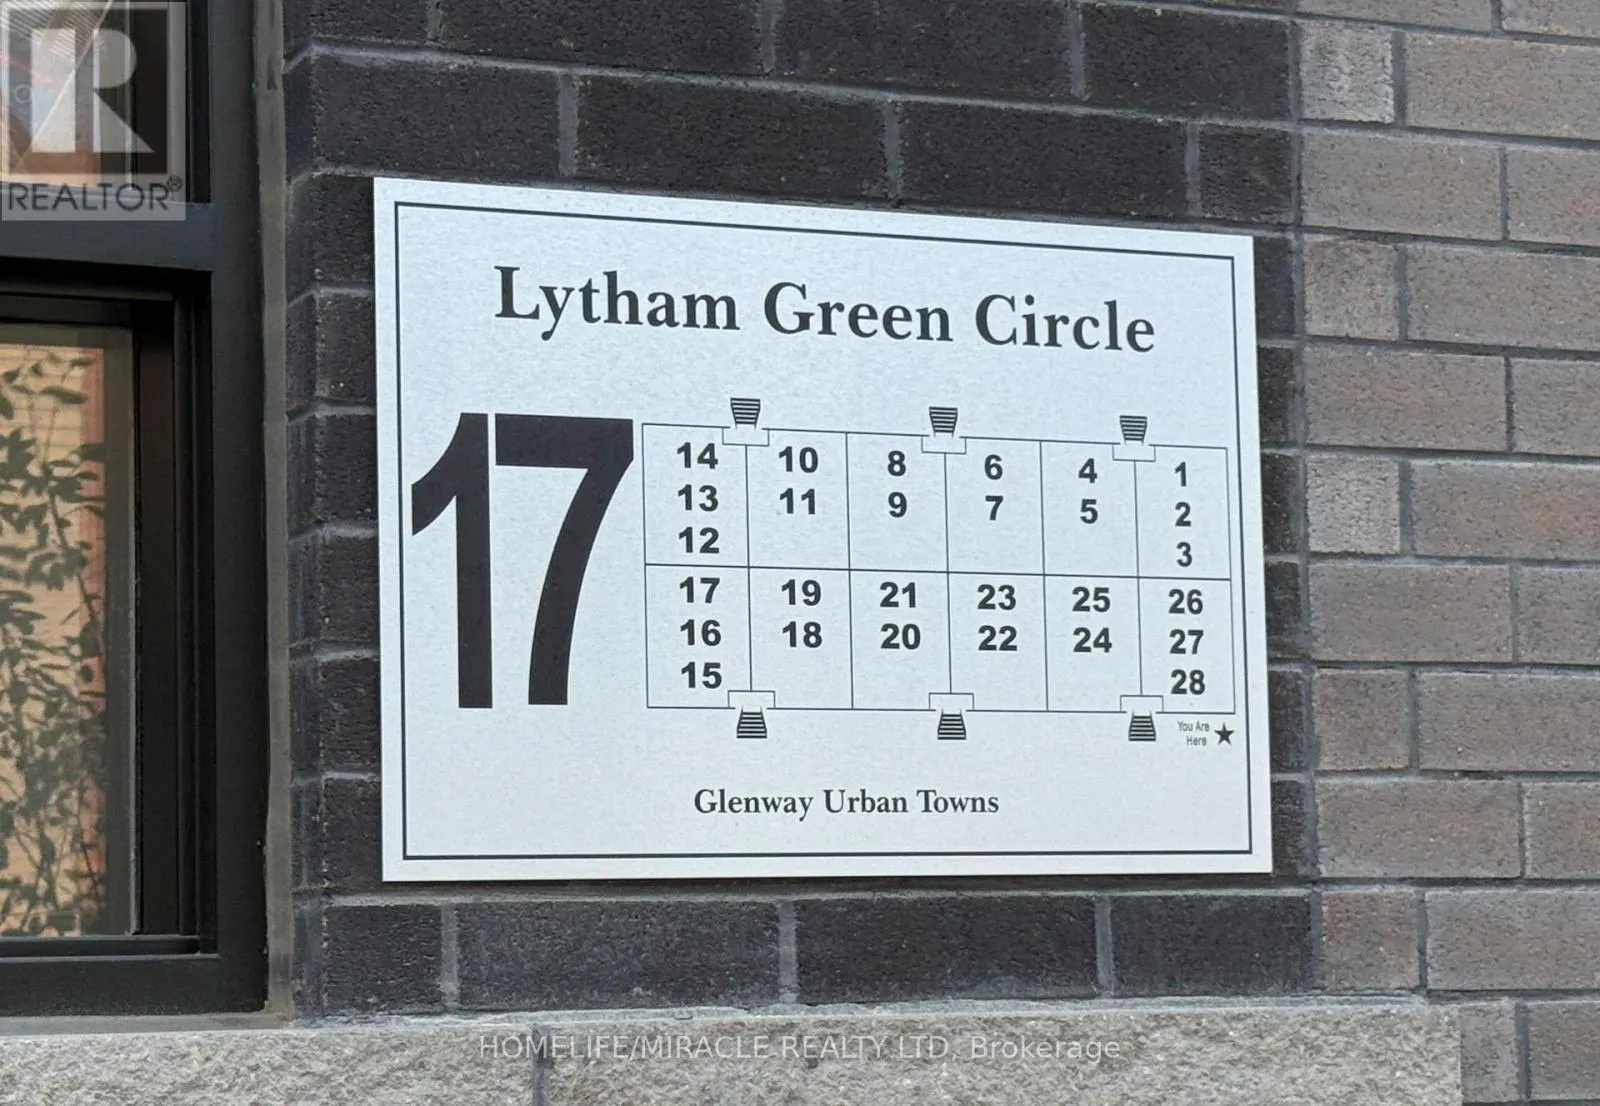 REALTOR®
Lytham Green Circle
17
14 10 8 6 4 1
13 11 9 7 5 2
12 3
17 19 21 23 25 26
16 18 20 22 24 27
15 28
You Are
Here
Glenway Urban Towns
HOMELIFE/MIRACLE REALTY LTD, Brokerage